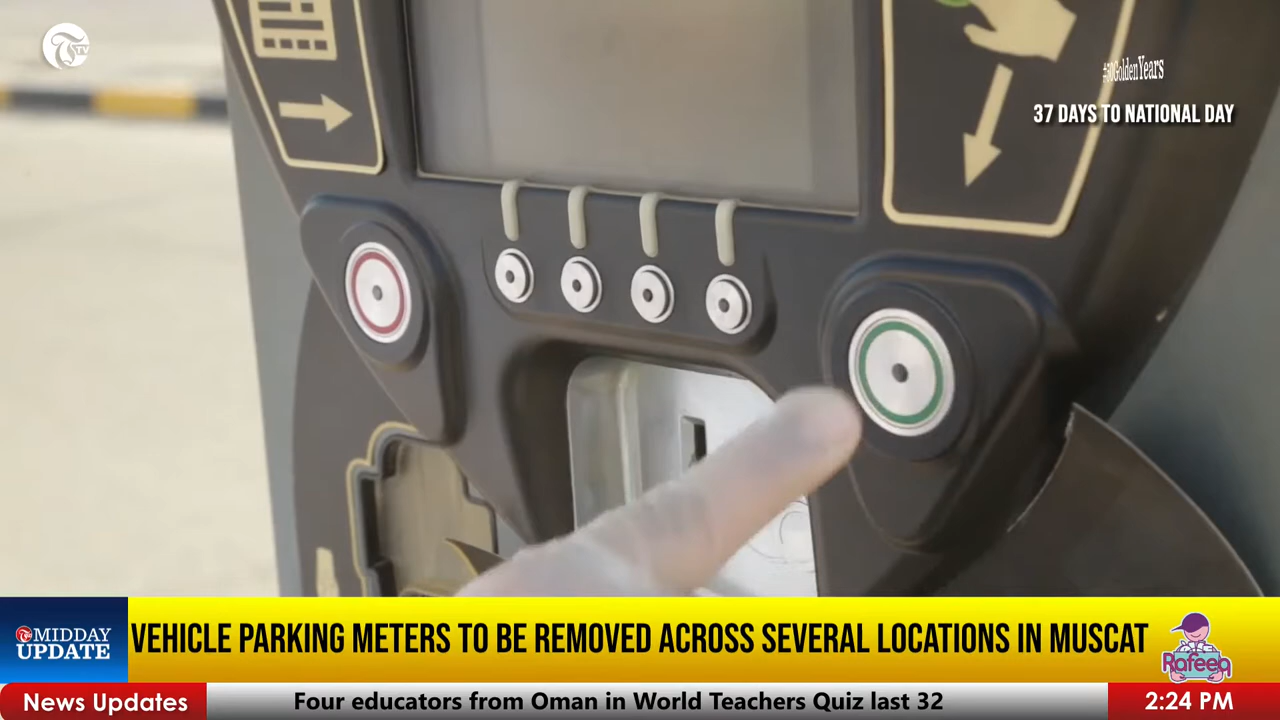 TV
#50GoldenYears
37 DAYS TO NATIONAL DAY
MIDDAY
UPDATE
VEHICLE PARKING METERS TO BE REMOVED ACROSS SEVERAL LOCATIONS IN MUSCAT
Rafeeq
News Updates
Four educators from Oman in World Teachers Quiz last 32
2:24 PM